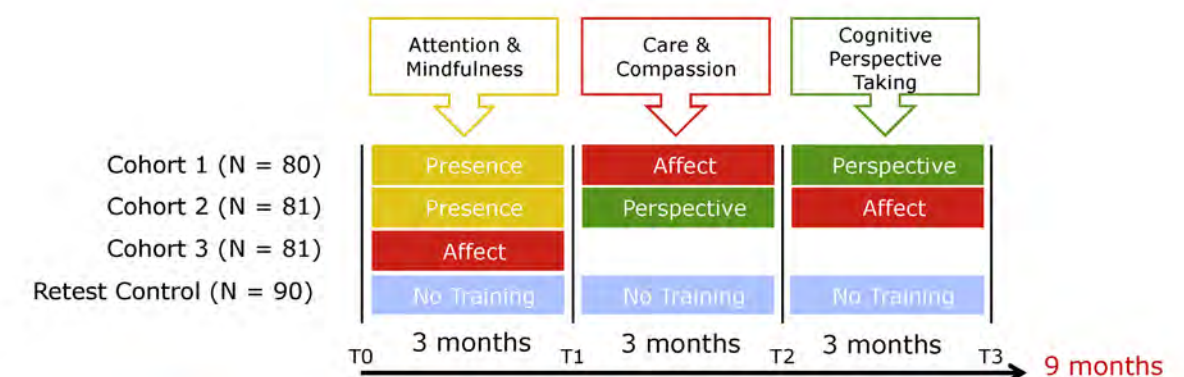 Attention &
Mindfulness
Care &
Compassion
Cognitive
Perspective
Taking
Cohort 1 (N = 80)
Presence
Affect
Perspective
Cohort 2 (N = 81)
Presence
Perspective
Affect
Cohort 3 (N = 81)
Affect
Retest Control (N = 90)
No Training
No Training
No Training
T0
3 months
T1
3 months
T2
3 months
T3
9 months